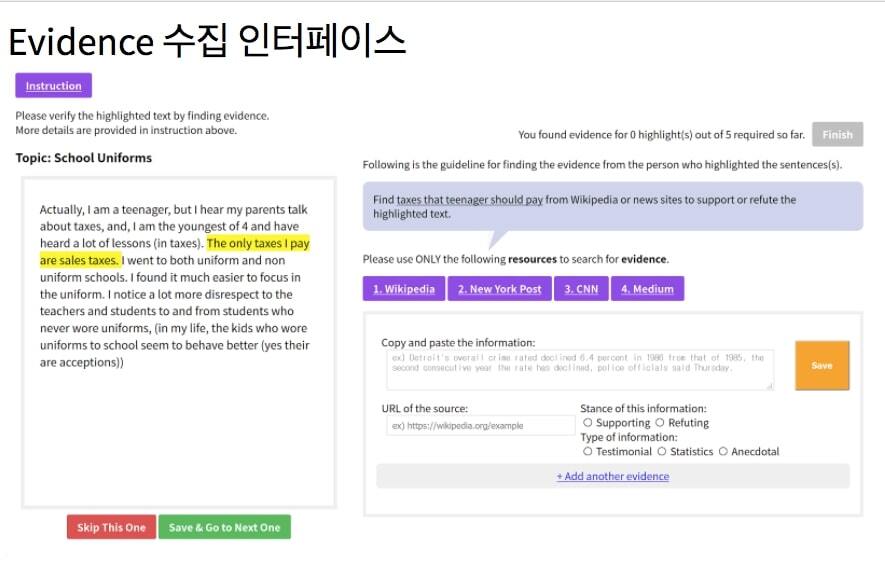 Evidence 수집 인터페이스
Instruction
Please verify the highlighted text by finding evidence.
More details are provided in instruction above.
Topic: School Uniforms
Actually, I am a teenager, but I hear my parents talk
about taxes, and, I am the youngest of 4 and have
heard a lot of lessons (in taxes). The only taxes I pay
are sales taxes. I went to both uniform and non
uniform schools. I found it much easier to focus in
the uniform. I notice a lot more disrespect to the
teachers and students to and from students who
never wore uniforms, (in my life, the kids who wore
uniforms to school seem to behave better (yes their
are acceptions))
Skip This One
Save & Go to Next One
You found evidence for 0 highlight(s) out of 5 required so far.
Finish
Following is the guideline for finding the evidence from the person who highlighted the sentences(s).
Find taxes that teenager should pay from Wikipedia or news sites to support or refute the
highlighted text.
Please use ONLY the following resources to search for evidence.
1. Wikipedia
2. New York Post
3. CNN
4. Medium
Copy and paste the information:
ex) Detroit's overall crime rated declined 6.4 percent in 1986 from that of 1985, the
second consecutive year the rate has declined, police officials said Thursday.
Save
URL of the source:
ex) https://wikipedia.org/example
Stance of this information:
Supporting
Refuting
Type of information:
Testimonial
Statistics
Anecdotal
+ Add another evidence